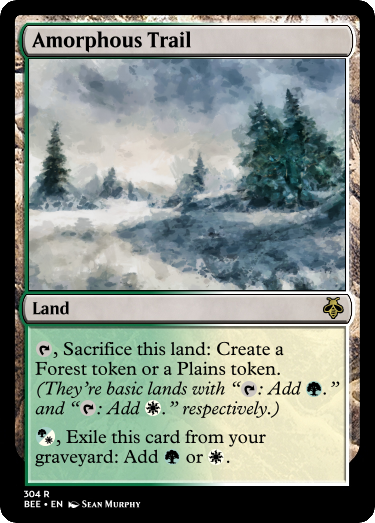 Amorphous Trail
Land
, Sacrifice this land: Create a
Forest token or a Plains token.
(They're basic lands with “: Add .”
and “: Add .” respectively.)
, Exile this card from your
graveyard: Add or .
304 R
BEE • EN Sean Murphy